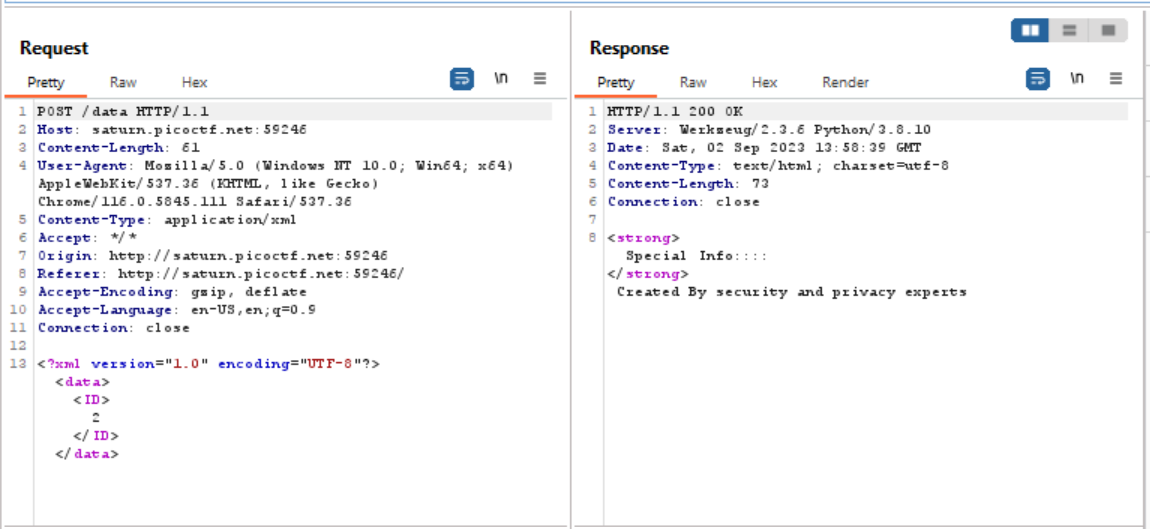 Request
Pretty Raw Hex \n
1 POST /data HTTP/1.1
2 Host: saturn.picoctf.net:59246
3 Content-Length: 61
4 User-Agent: Mozilla/5.0 (Windows NT 10.0; Win64; x64)
AppleWebKit/537.36 (KHTML, like Gecko)
Chrome/116.0.5845.111 Safari/537.36
5 Content-Type: application/xml
6 Accept: */*
7 Origin: http://saturn.picoctf.net:59246
8 Referer: http://saturn.picoctf.net:59246/
9 Accept-Encoding: gzip, deflate
10 Accept-Language: en-US,en;q=0.9
11 Connection: close
12
13 <?xml version="1.0" encoding="UTF-8"?>
<data>
<ID>
2
</ID>
</data>
Response
Pretty Raw Hex Render \n
1 HTTP/1.1 200 OK
2 Server: Werkzeug/2.3.6 Python/3.8.10
3 Date: Sat, 02 Sep 2023 13:58:39 GMT
4 Content-Type: text/html; charset=utf-8
5 Content-Length: 73
6 Connection: close
7
8 <strong>
Special Info::::
</strong>
Created By security and privacy experts